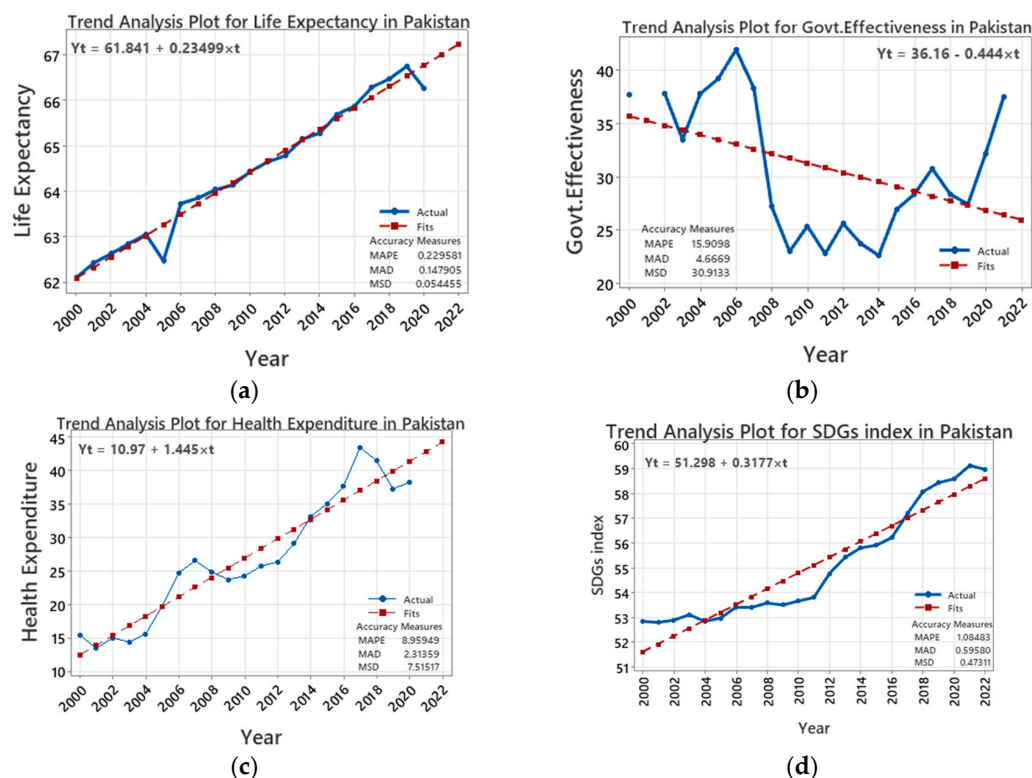 Trend Analysis Plot for Life Expectancy in Pakistan
Yt = 61.841 + 0.23499×t
67
66
65
64
63
62
Life Expectancy
Actual
Fits
Accuracy Measures
MAPE 0.229581
MAD 0.147905
MSD 0.054455
2000 2002 2004 2006 2008 2010 2012 2014 2016 2018 2020 2022
Year
(a)
Trend Analysis Plot for Govt.Effectiveness in Pakistan
Yt = 36.16 - 0.444×t
40
35
30
25
20
Govt.Effectiveness
Accuracy Measures
MAPE 15.9098
MAD 4.6669
MSD 30.9133
Actual
Fits
2000 2002 2004 2006 2008 2010 2012 2014 2016 2018 2020 2022
Year
(b)
Trend Analysis Plot for Health Expenditure in Pakistan
Yt = 10.97 + 1.445×t
45
40
35
30
25
20
15
10
Health Expenditure
Actual
Fits
Accuracy Measures
MAPE 8.95949
MAD 2.31359
MSD 7.51517
2000 2002 2004 2006 2008 2010 2012 2014 2016 2018 2020 2022
Year
(c)
Trend Analysis Plot for SDGs index in Pakistan
Yt = 51.298 + 0.3177×t
60
59
58
57
56
55
54
53
52
51
SDGs index
Actual
Fits
Accuracy Measures
MAPE 1.08483
MAD 0.59580
MSD 0.47311
2000 2002 2004 2006 2008 2010 2012 2014 2016 2018 2020 2022
Year
(d)